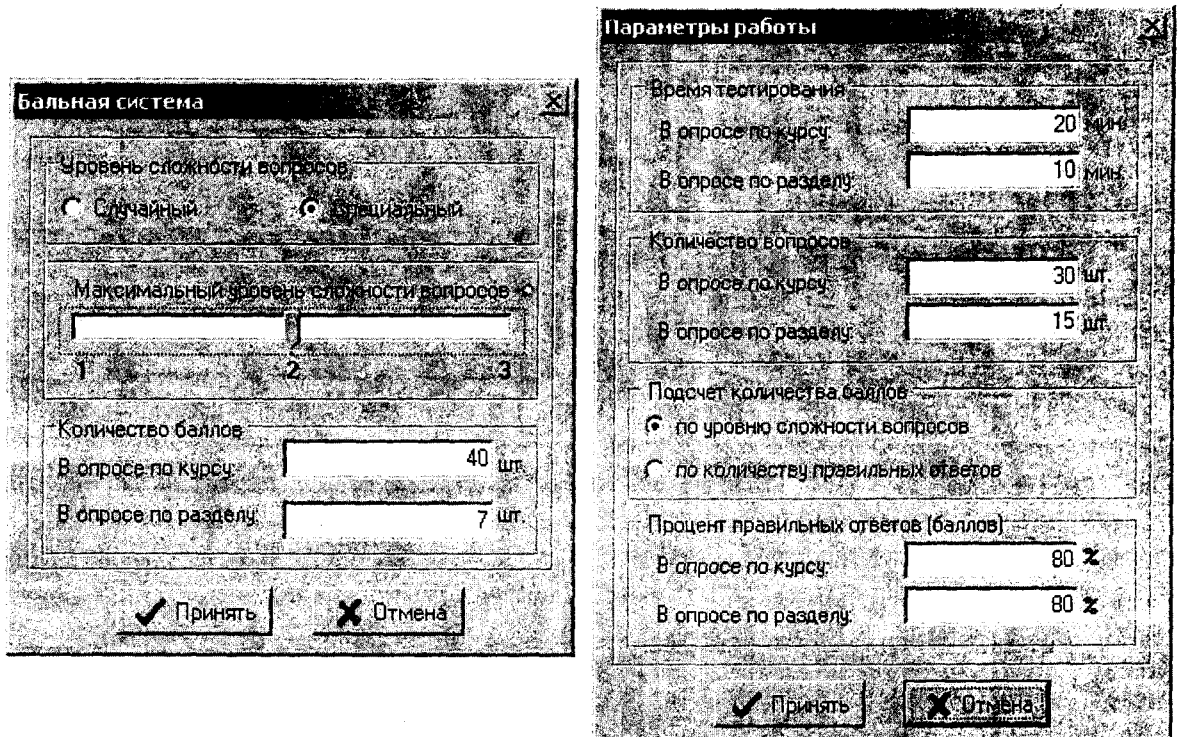 Бальная система
Уровень сложности вопросов
Случайный
Специальный
Максимальный уровень сложности вопросов
1 2 3
Количество баллов
В опросе по курсу: 40 шт.
В опросе по разделу: 7 шт.
Принять
Отмена
Параметры работы
Время тестирования
В опросе по курсу: 20 мин.
В опросе по разделу: 10 мин.
Количество вопросов
В опросе по курсу: 30 шт.
В опросе по разделу: 15 шт.
Подсчет количества баллов
по уровню сложности вопросов
по количеству правильных ответов
Процент правильных ответов (баллов)
В опросе по курсу: 80 %
В опросе по разделу: 80 %
Принять
Отмена